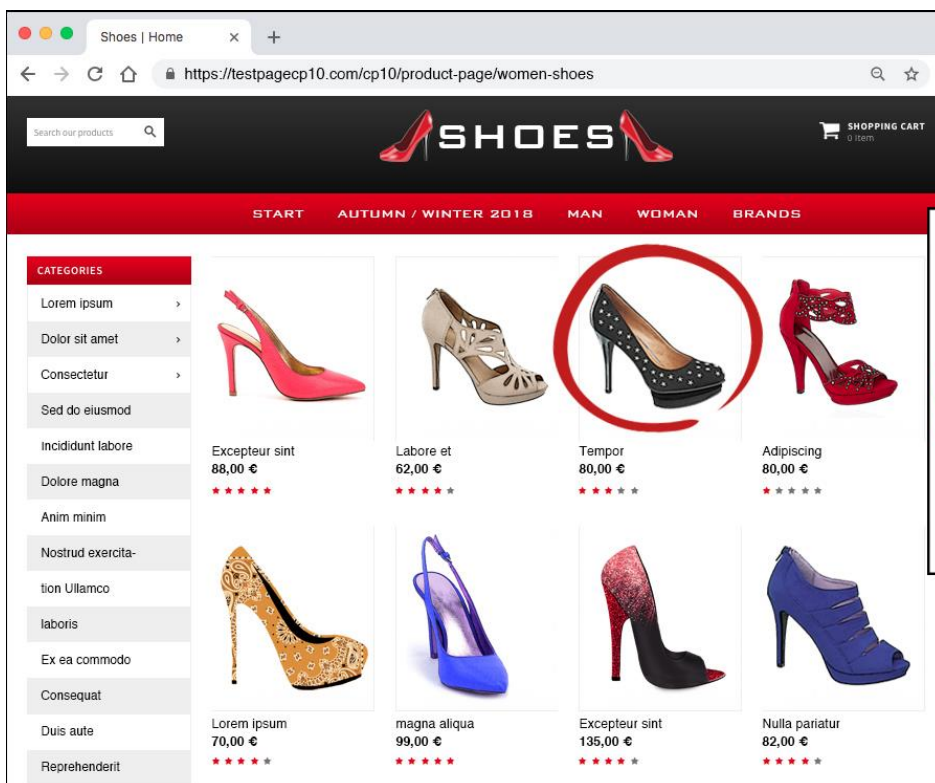 Shoes | Home
https://testpagecp10.com/cp10/product-page/women-shoes
Search our products
SHOES
SHOPPING CART
0 item
START AUTUMN / WINTER 2018 MAN WOMAN BRANDS
CATEGORIES
Lorem ipsum
Dolor sit amet
Consectetur
Sed do eiusmod
Incididunt labore
Dolore magna
Anim minim
Nostrud exercita-
tion Ullamco
laboris
Ex ea commodo
Consequat
Duis aute
Reprehenderit
Excepteur sint
88,00 €
Labore et
62,00 €
Tempor
80,00 €
Adipiscing
80,00 €
Lorem ipsum
70,00 €
magna aliqua
99,00 €
Excepteur sint
135,00 €
Nulla pariatur
82,00 €